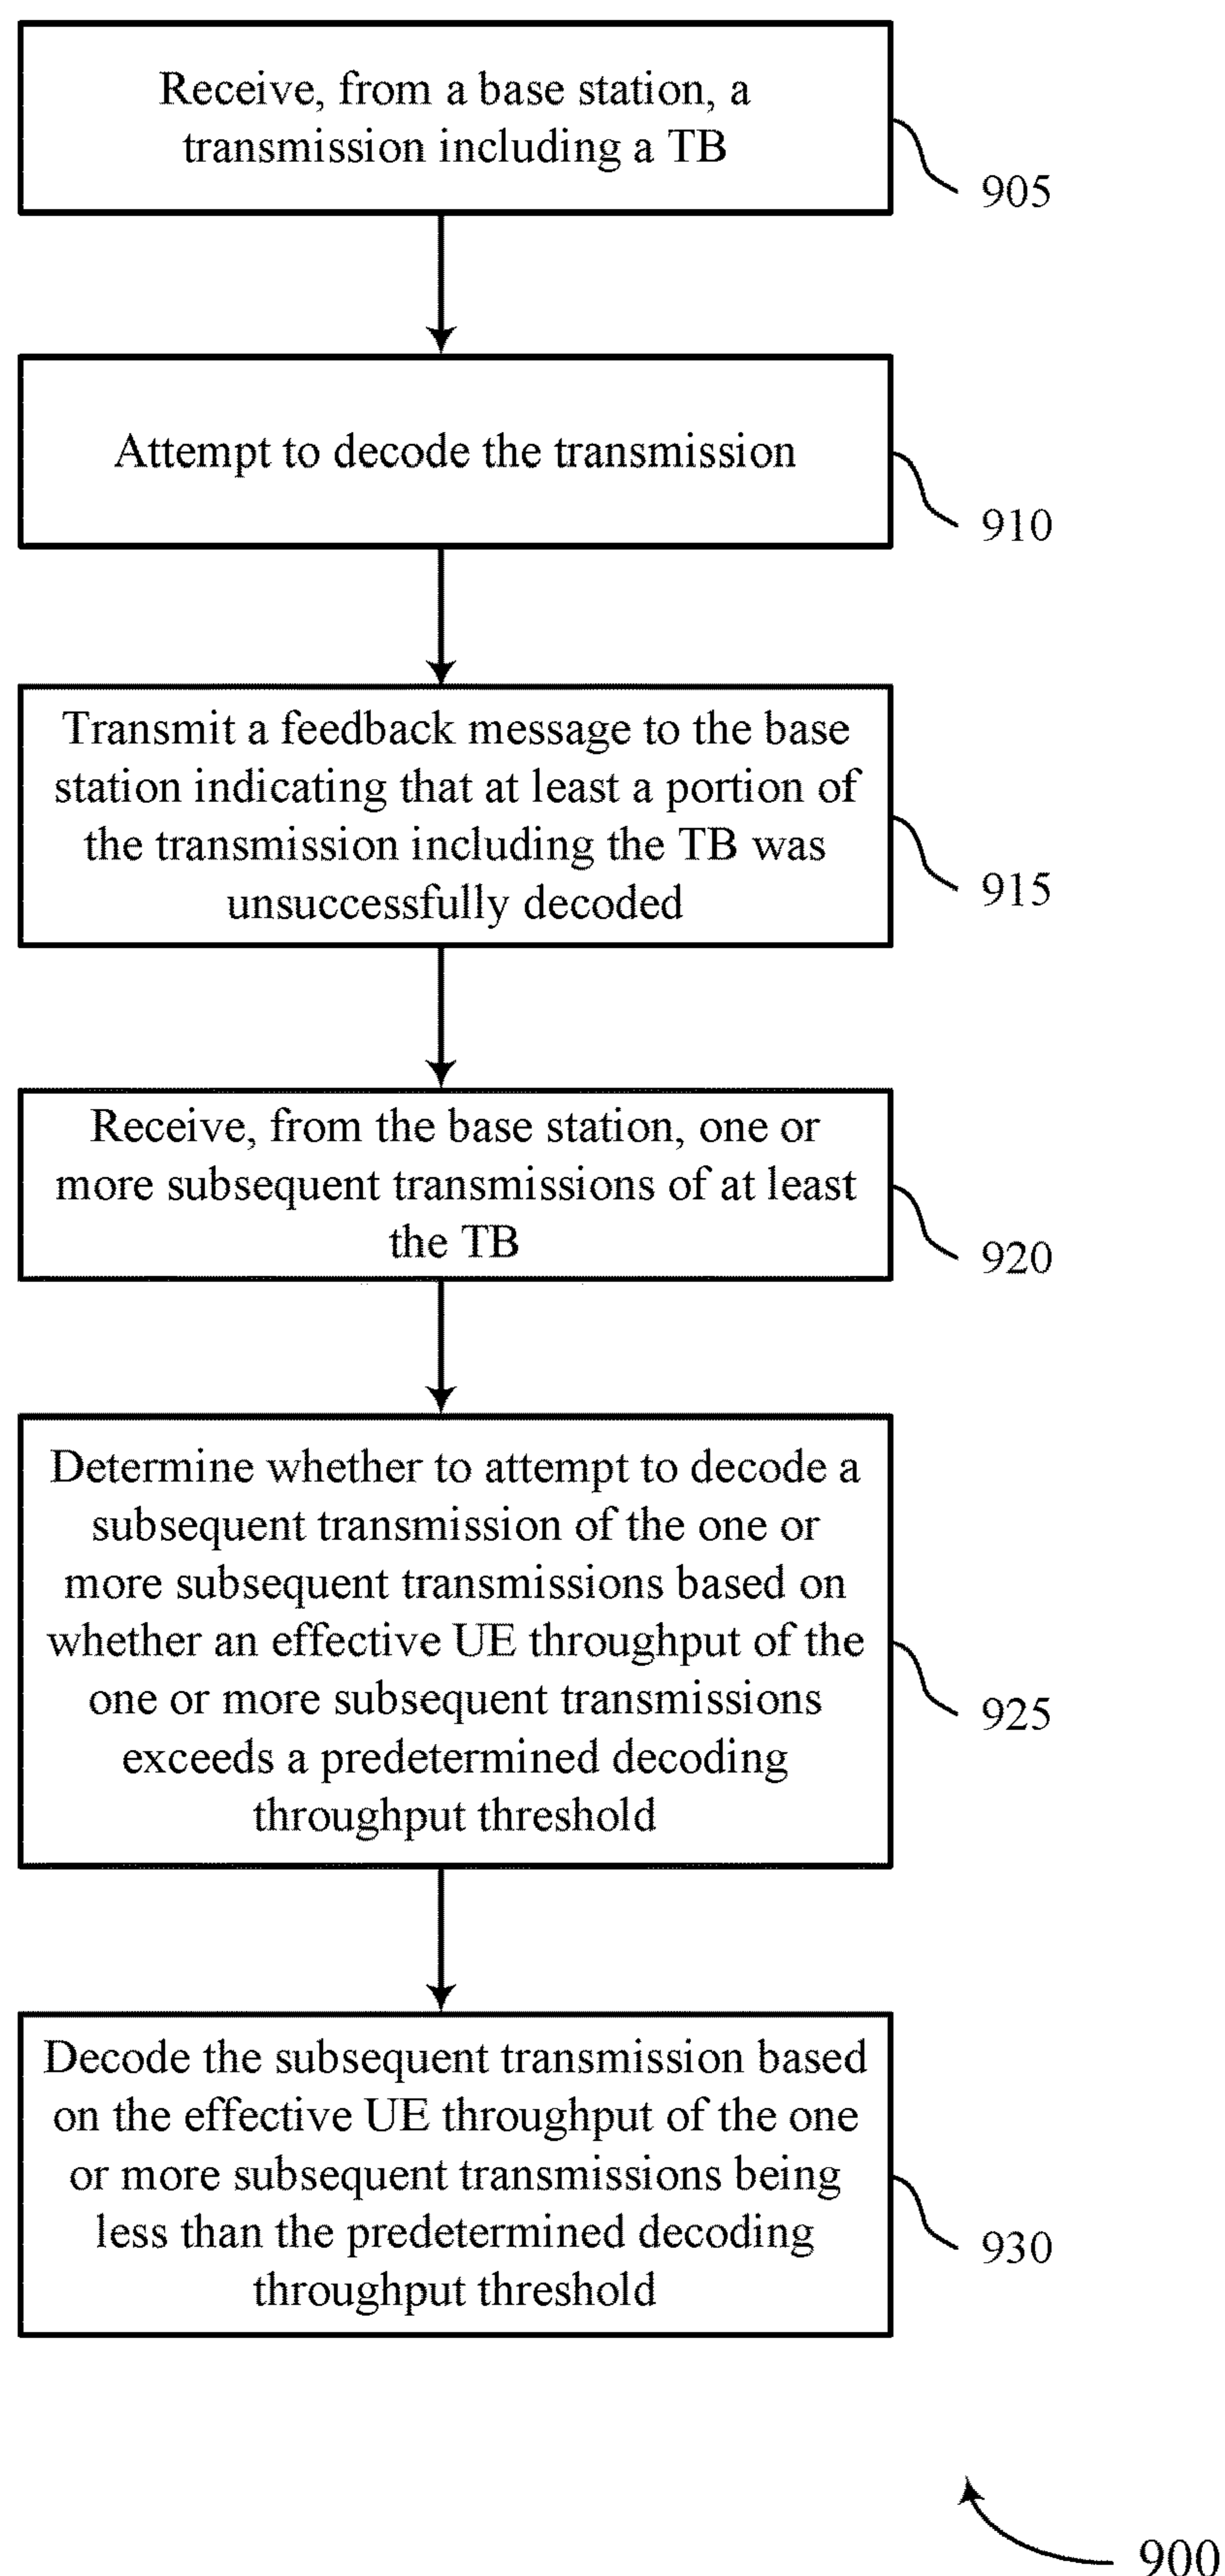 Receive, from a base station, a
transmission including a TB
905
Attempt to decode the transmission
910
Transmit a feedback message to the base
station indicating that at least a portion of
the transmission including the TB was
unsuccessfully decoded
915
Receive, from the base station, one or
more subsequent transmissions of at least
the TB
920
Determine whether to attempt to decode a
subsequent transmission of the one or
more subsequent transmissions based on
whether an effective UE throughput of the
one or more subsequent transmissions
exceeds a predetermined decoding
throughput threshold
925
Decode the subsequent transmission based
on the effective UE throughput of the one
or more subsequent transmissions being
less than the predetermined decoding
throughput threshold
930
900